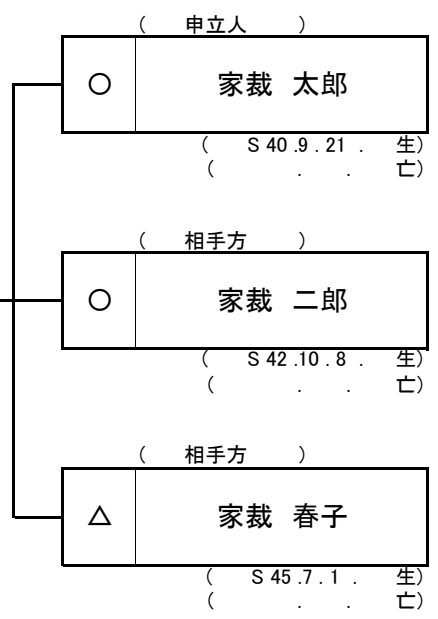 ( 申立人 )
○ 家裁 太郎
( S 40 .9 . 21 . 生)
( . . 亡)
( 相手方 )
○ 家裁 二郎
( S 42 .10 . 8 . 生)
( . . 亡)
( 相手方 )
△ 家裁 春子
( S 45 .7 . 1 . 生)
( . . 亡)